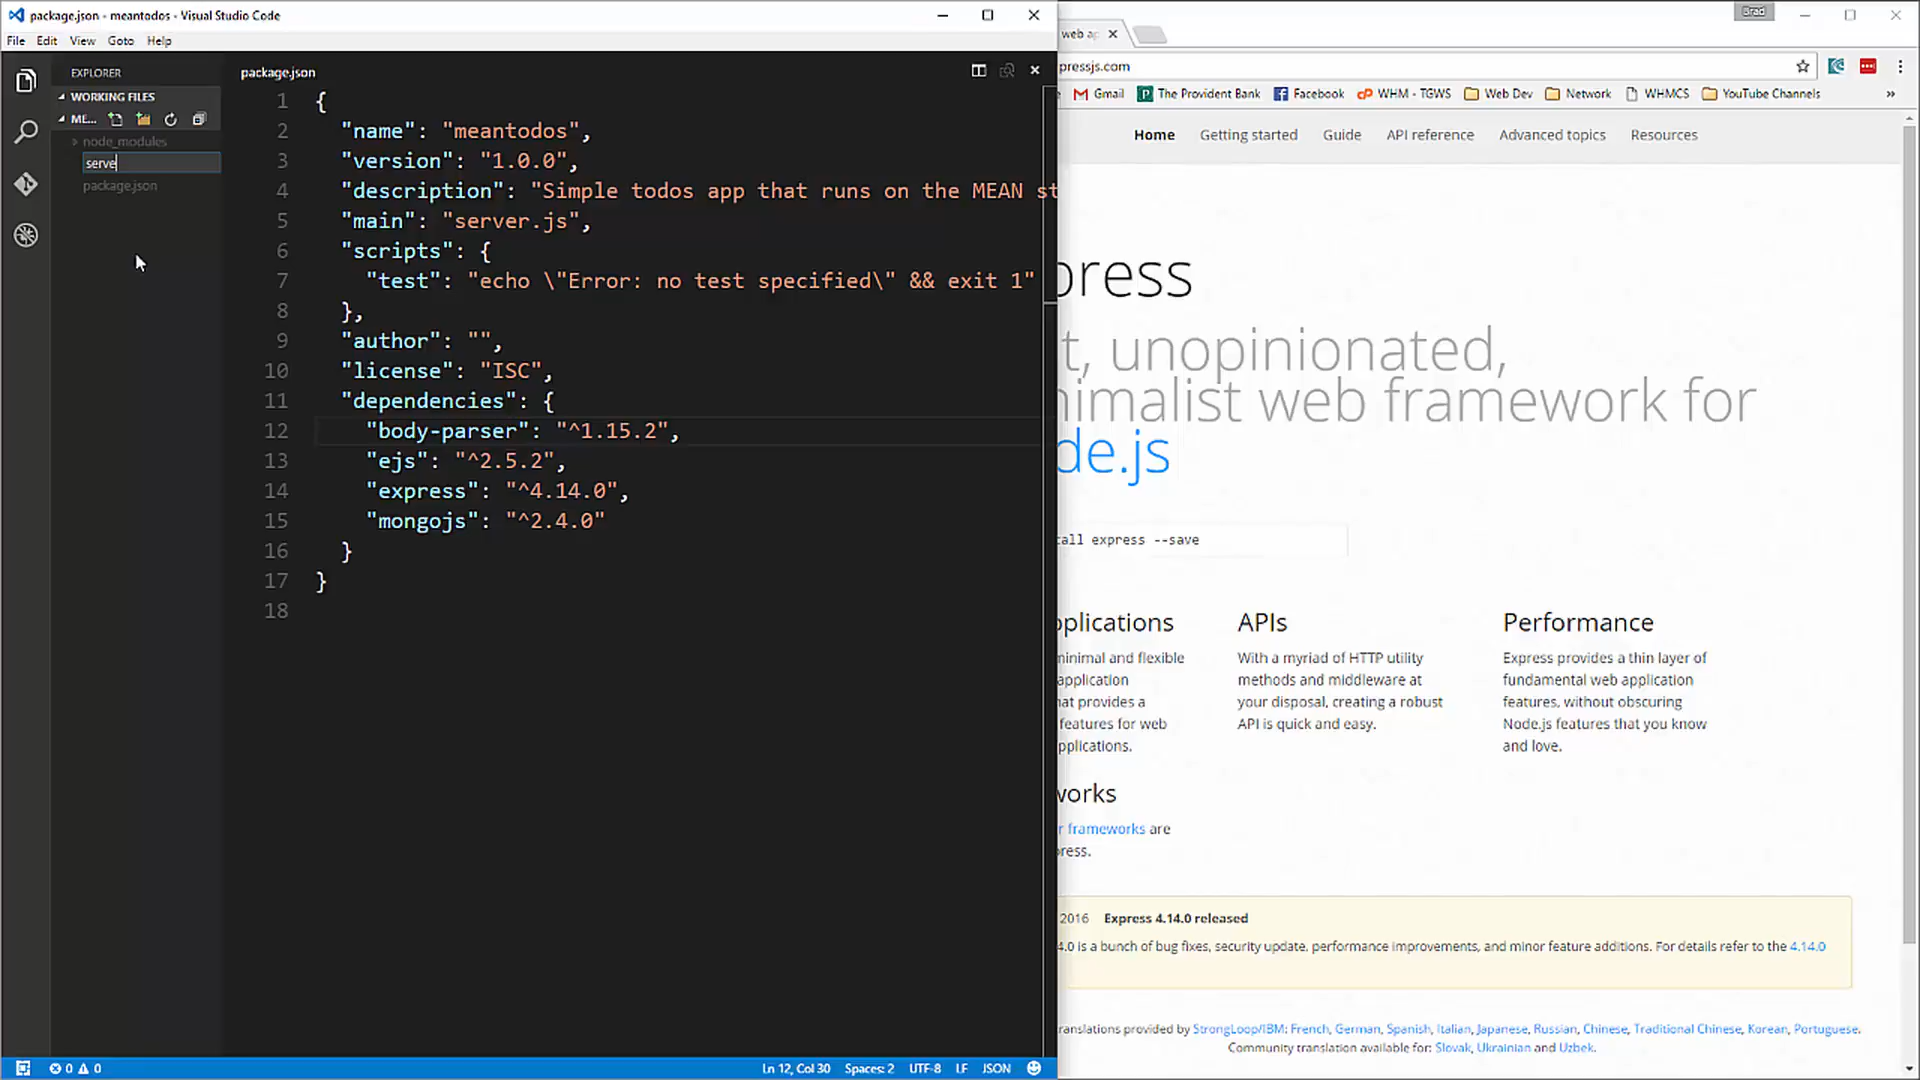 package.json - meantodos - Visual Studio Code
File Edit View Goto Help
EXPLORER
WORKING FILES
ME...
node_modules
serve
package.json
package.json
1 {
2 "name": "meantodos",
3 "version": "1.0.0",
4 "description": "Simple todos app that runs on the MEAN st
5 "main": "server.js",
6 "scripts": {
7 "test": "echo \"Error: no test specified\" && exit 1"
8 },
9 "author": "",
10 "license": "ISC",
11 "dependencies": {
12 "body-parser": "^1.15.2",
13 "ejs": "^2.5.2",
14 "express": "^4.14.0",
15 "mongojs": "^2.4.0"
16 }
17 }
18
0 0
Ln 12, Col 30 Spaces: 2 UTF-8 LF JSON
Brad
web ap
pressjs.com
Gmail The Provident Bank Facebook WHM - TGWS Web Dev Network WHMCS YouTube Channels »
Home Getting started Guide API reference Advanced topics Resources
press
t, unopinionated,
nimalist web framework for
de.js
all express --save
pplications
minimal and flexible
application
hat provides a
features for web
pplications.
APIs
With a myriad of HTTP utility
methods and middleware at
your disposal, creating a robust
API is quick and easy.
Performance
Express provides a thin layer of
fundamental web application
features, without obscuring
Node.js features that you know
and love.
works
r frameworks are
press.
2016 Express 4.14.0 released
4.0 is a bunch of bug fixes, security update, performance improvements, and minor feature additions. For details refer to the 4.14.0
ranslations provided by StrongLoop/IBM: French, German, Spanish, Italian, Japanese, Russian, Chinese, Traditional Chinese, Korean, Portuguese.
Community translation available for: Slovak, Ukrainian and Uzbek.